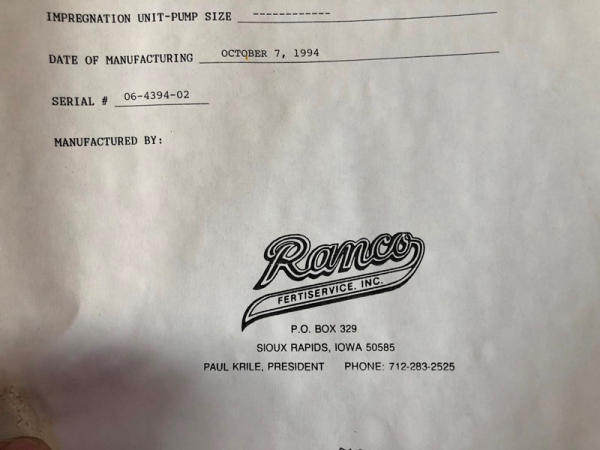 IMPREGNATION UNIT-PUMP SIZE ------------
DATE OF MANUFACTURING OCTOBER 7, 1994
SERIAL # 06-4394-02
MANUFACTURED BY:
Ramco
FERTISERVICE, INC.
P.O. BOX 329
SIOUX RAPIDS, IOWA 50585
PAUL KRILE, PRESIDENT PHONE: 712-283-2525